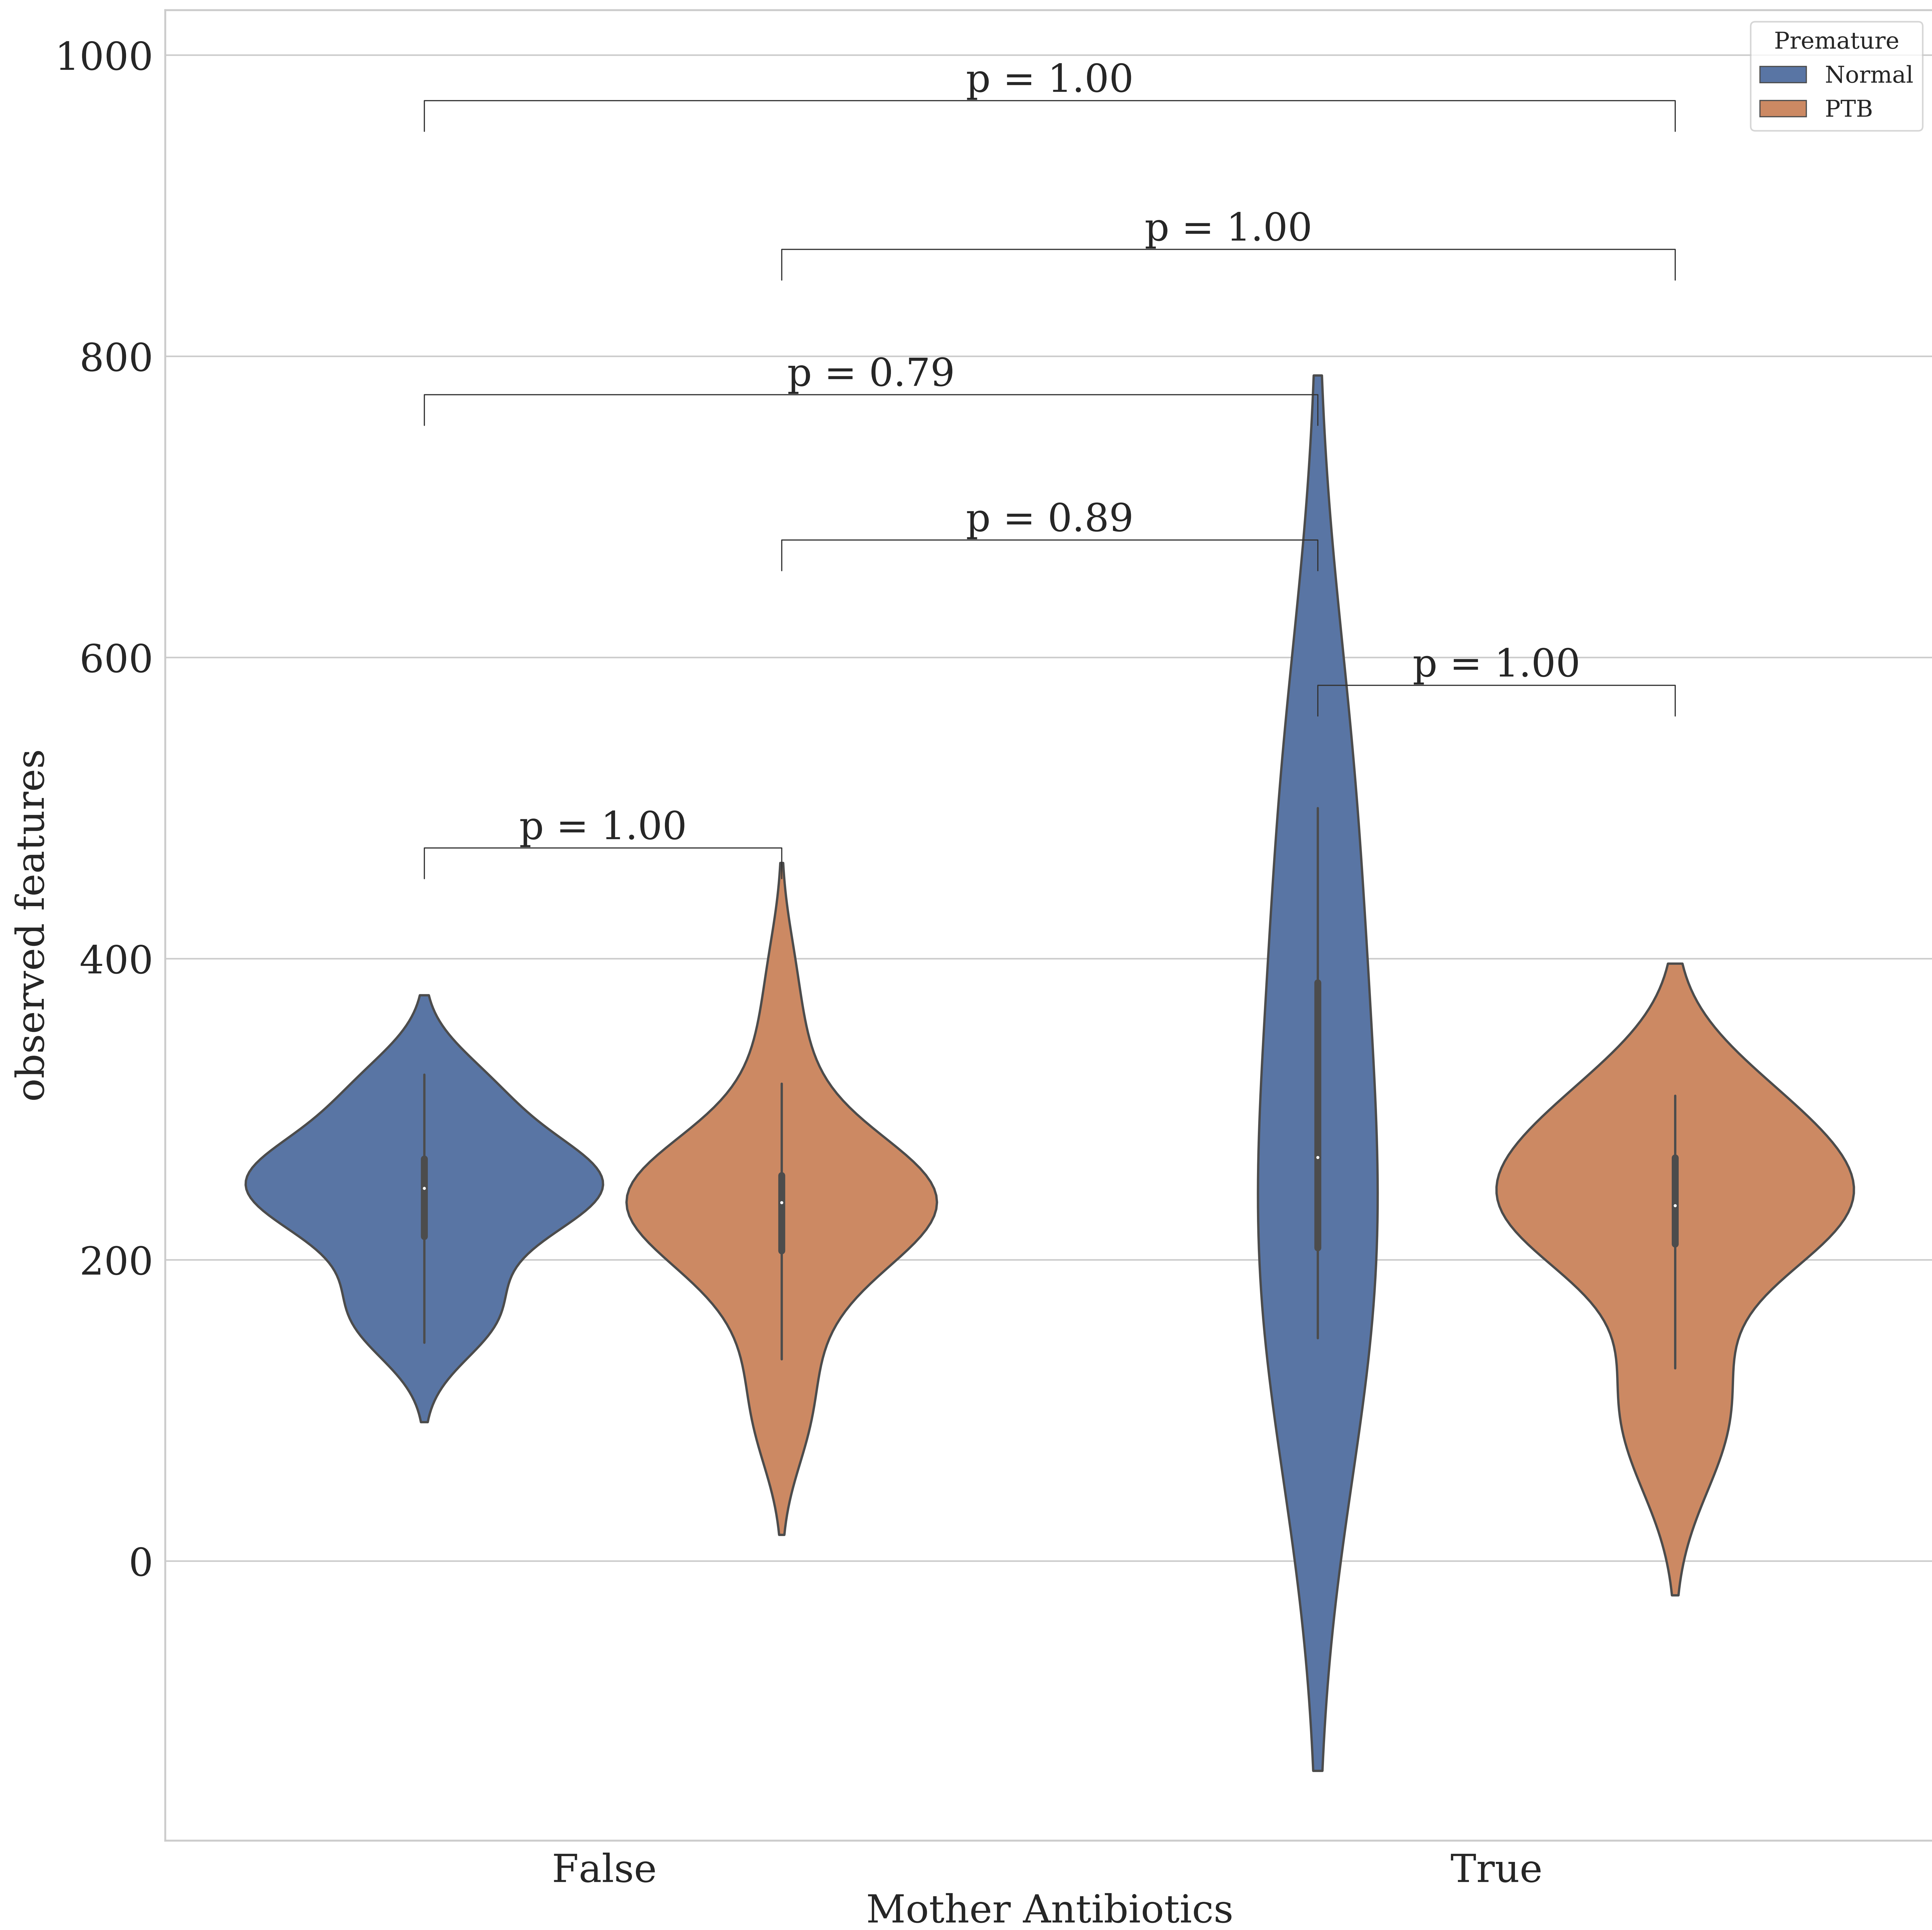 1000
800
600
400
200
0
observed features
p = 1.00
p = 1.00
p = 0.79
p = 0.89
p = 1.00
p = 1.00
Premature
Normal
PTB
False
True
Mother Antibiotics